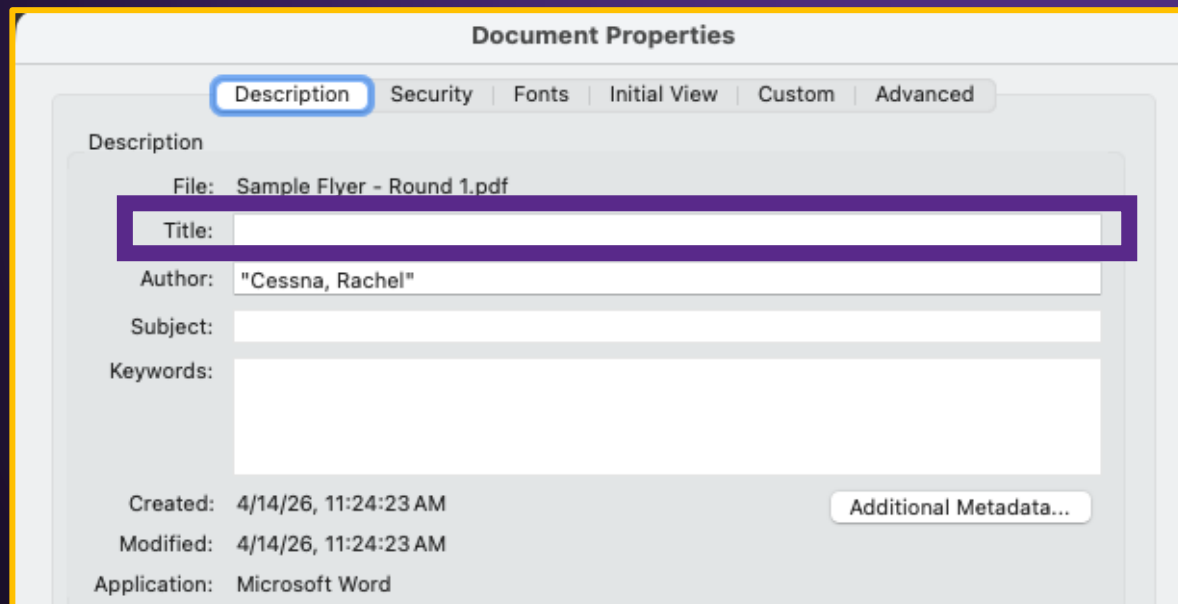 Document Properties
Description Security Fonts Initial View Custom Advanced
Description
File: Sample Flyer - Round 1.pdf
Title:
Author: "Cessna, Rachel"
Subject:
Keywords:
Created: 4/14/26, 11:24:23 AM
Additional Metadata...
Modified: 4/14/26, 11:24:23 AM
Application: Microsoft Word